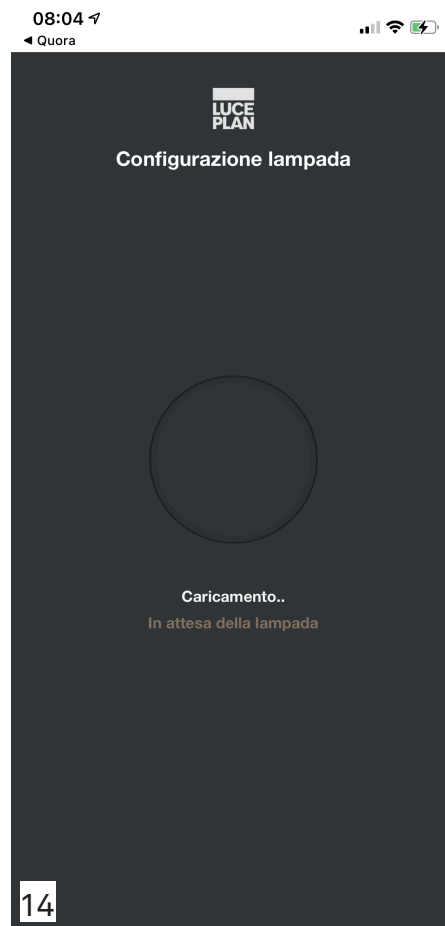 08:04
◀ Quora
LUCE
PLAN
Configurazione lampada
Caricamento..
In attesa della lampada
14